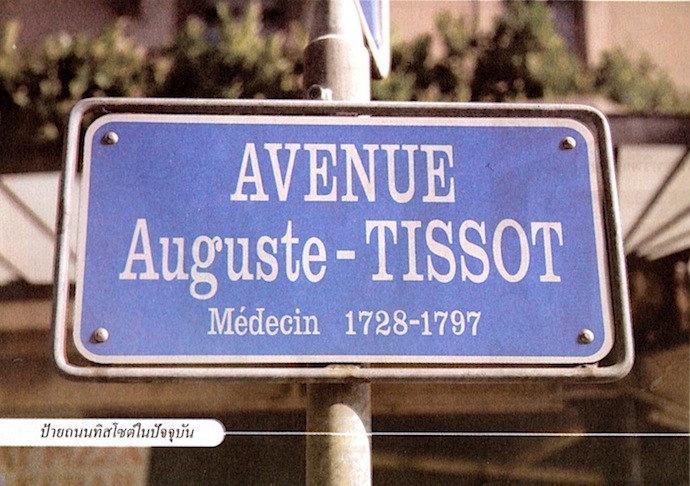 AVENUE
Auguste-TISSOT
Médecin 1728-1797
ป้ายถนนทิสโซต์ในปัจจุบัน